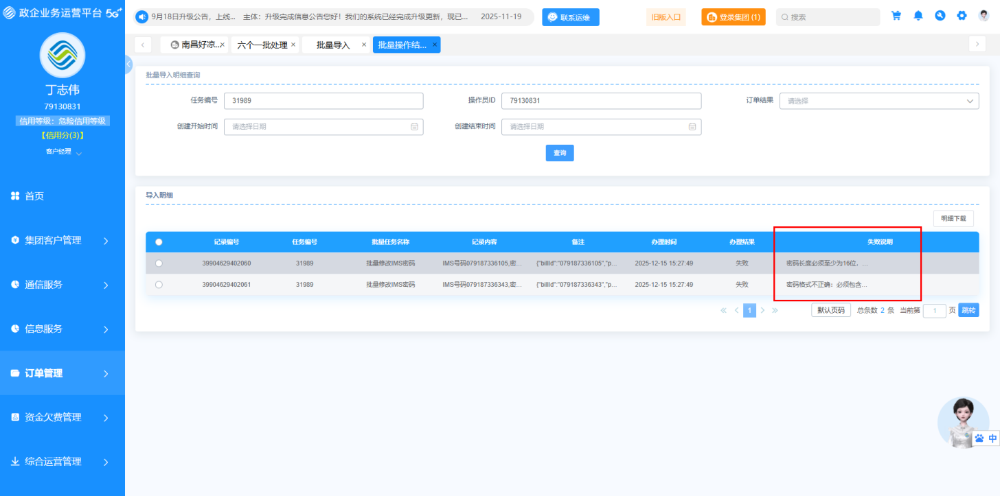 政企业务运营平台 5G+
9月18日升级公告，上线... 主体：升级完成信息公告您好！我们的系统已经完成升级更新，现已... 2025-11-19
联系运维
旧版入口
登录集团 (1)
搜索
丁志伟
79130831
信用等级：危险信用等级
【信用分(3)】
客户经理
首页
集团客户管理
通信服务
信息服务
订单管理
资金欠费管理
综合运营管理
南昌好凉...×
六个一批处理 ×
批量导入 ×
批量操作结... ×
批量导入明细查询
任务编号 31989
操作员ID 79130831
订单结果 请选择
创建开始时间 请选择日期
创建结束时间 请选择日期
查询
导入明细
明细下载
记录编号 任务编号 批量任务名称 记录内容 备注 办理时间 办理结果 失败说明
39904629402060 31989 批量修改IMS密码 IMS号码079187336105,密... {"billId":"079187336105","p... 2025-12-15 15:27:49 失败 密码长度必须至少为16位，...
39904629402061 31989 批量修改IMS密码 IMS号码079187336343,密... {"billId":"079187336343","p... 2025-12-15 15:27:49 失败 密码格式不正确：必须包含...
« < 1 > » 默认页码 总条数 2 条 当前第 1 页 跳转
中